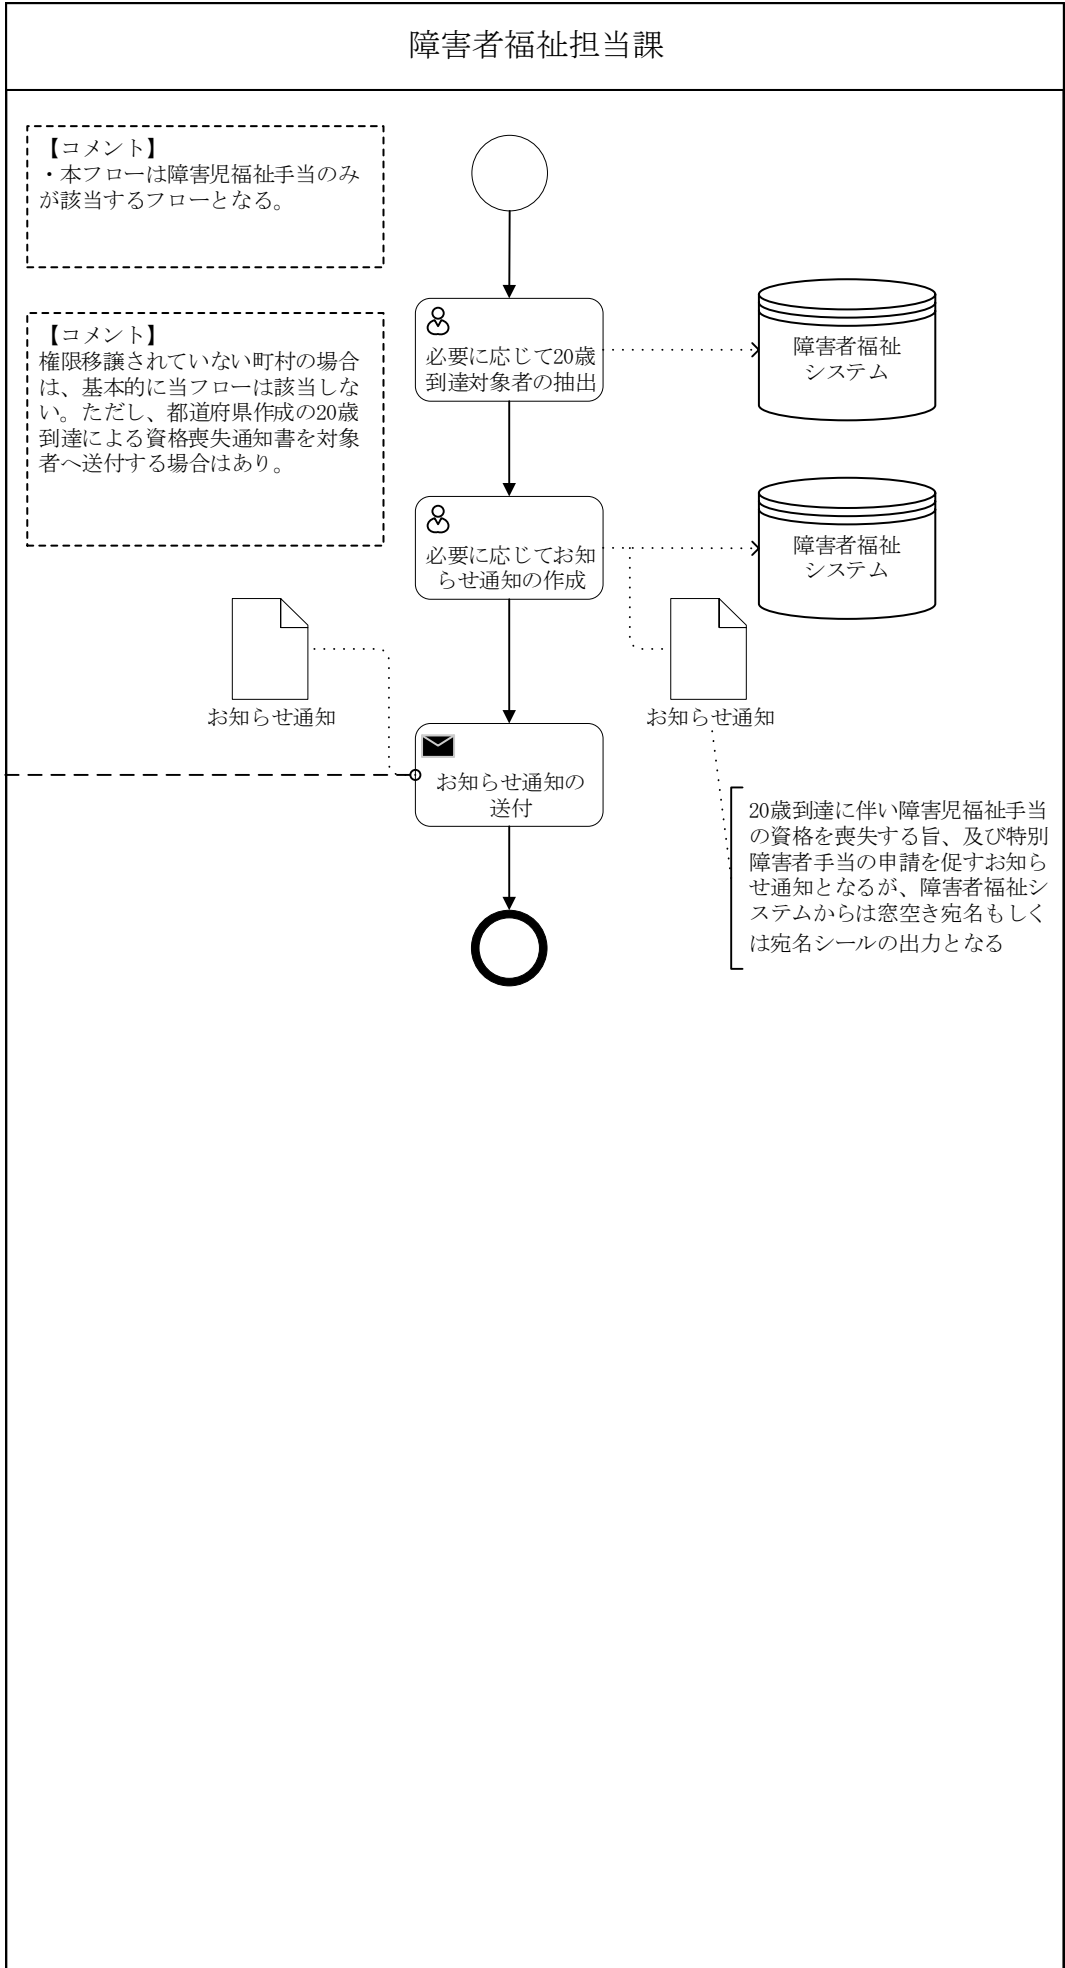 障害者福祉担当課
【コメント】
・本フローは障害児福祉手当のみ
が該当するフローとなる。
【コメント】
権限移譲されていない町村の場合
は、基本的に当フローは該当しな
い。ただし、都道府県作成の20歳
到達による資格喪失通知書を対象
者へ送付する場合はあり。
必要に応じて20歳
到達対象者の抽出
障害者福祉
システム
必要に応じてお知
らせ通知の作成
障害者福祉
システム
お知らせ通知
お知らせ通知
お知らせ通知の
送付
20歳到達に伴い障害児福祉手当
の資格を喪失する旨、及び特別
障害者手当の申請を促すお知ら
せ通知となるが、障害者福祉シ
ステムからは窓空き宛名もしく
は宛名シールの出力となる